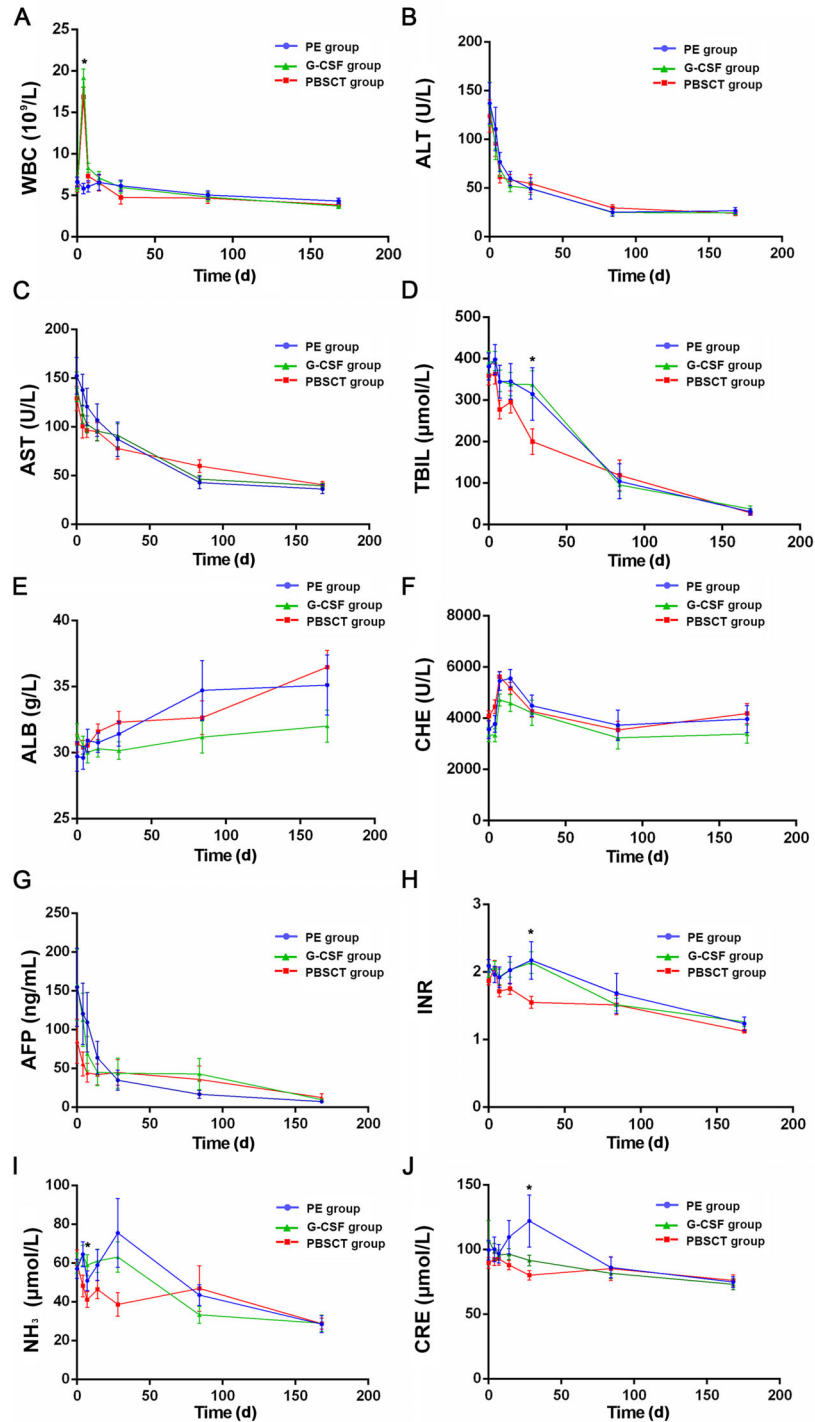 A
WBC (10⁹/L)
25
20
15
10
5
0
*
PE group
G-CSF group
PBSCT group
0 50 100 150 200
Time (d)
B
ALT (U/L)
200
150
100
50
0
PE group
G-CSF group
PBSCT group
0 50 100 150 200
Time (d)
C
AST (U/L)
200
150
100
50
0
PE group
G-CSF group
PBSCT group
0 50 100 150 200
Time (d)
D
TBIL (μmol/L)
500
400
300
200
100
0
*
PE group
G-CSF group
PBSCT group
0 50 100 150 200
Time (d)
E
ALB (g/L)
40
35
30
25
PE group
G-CSF group
PBSCT group
0 50 100 150 200
Time (d)
F
CHE (U/L)
8000
6000
4000
2000
0
PE group
G-CSF group
PBSCT group
0 50 100 150 200
Time (d)
G
AFP (ng/mL)
250
200
150
100
50
0
PE group
G-CSF group
PBSCT group
0 50 100 150 200
Time (d)
H
INR
3
2
1
0
*
PE group
G-CSF group
PBSCT group
0 50 100 150 200
Time (d)
I
NH₃ (μmol/L)
100
80
60
40
20
0
*
PE group
G-CSF group
PBSCT group
0 50 100 150 200
Time (d)
J
CRE (μmol/L)
150
100
50
0
*
PE group
G-CSF group
PBSCT group
0 50 100 150 200
Time (d)